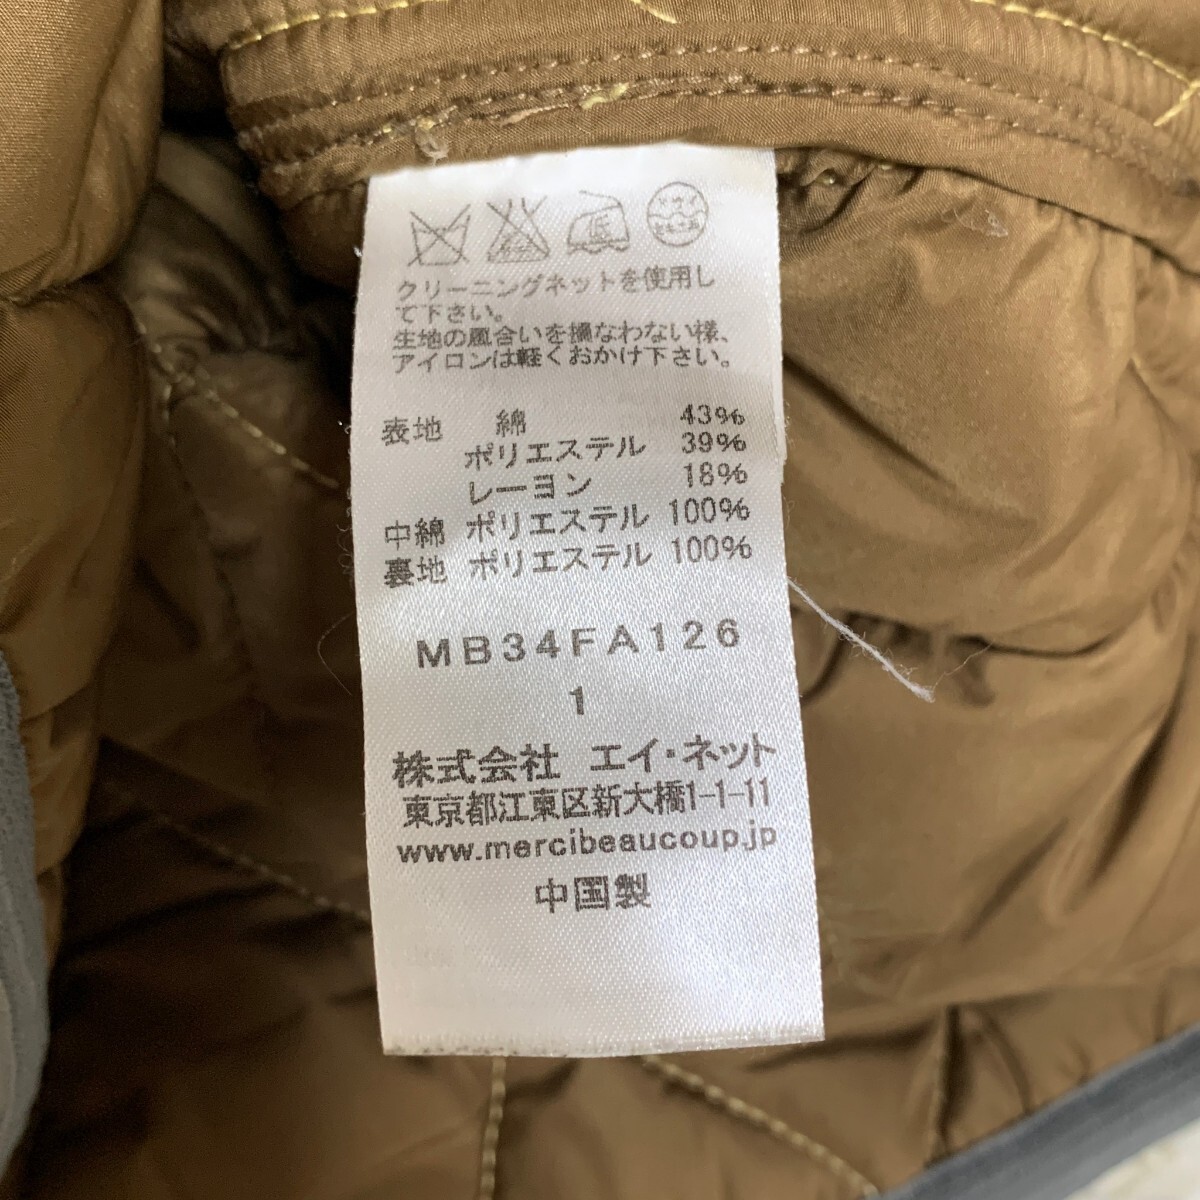 クリーニングネットを使用し
て下さい。
生地の風合いを損なわない様、
アイロンは軽くおかけ下さい。
表地 綿 43%
ポリエステル 39%
レーヨン 18%
中綿 ポリエステル 100%
裏地 ポリエステル 100%
MB34FA126
1
株式会社 エイ・ネット
東京都江東区新大橋1-1-11
www.mercibeaucoup.jp
中国製